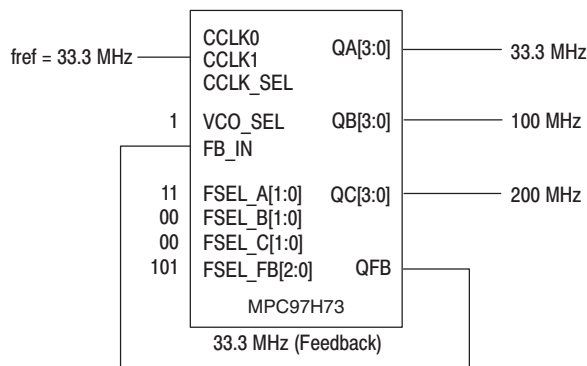 CCLK0
fref = 33.3 MHz CCLK1 QA[3:0] 33.3 MHz
CCLK_SEL
1 VCO_SEL QB[3:0] 100 MHz
FB_IN
11 FSEL_A[1:0] QC[3:0] 200 MHz
00 FSEL_B[1:0]
00 FSEL_C[1:0]
101 FSEL_FB[2:0] QFB
MPC97H73
33.3 MHz (Feedback)